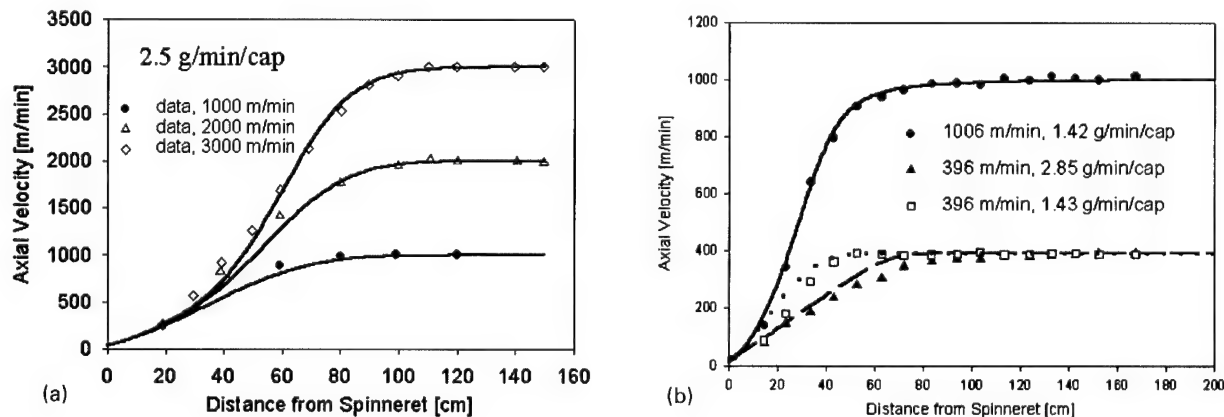 3500
3000
2500
2000
1500
1000
500
0
Axial Velocity [m/min]
2.5 g/min/cap
data, 1000 m/min
data, 2000 m/min
data, 3000 m/min
0 20 40 60 80 100 120 140 160
Distance from Spinneret [cm]
(a)
1200
1000
800
600
400
200
0
Axial Velocity [m/min]
1006 m/min, 1.42 g/min/cap
396 m/min, 2.85 g/min/cap
396 m/min, 1.43 g/min/cap
0 20 40 60 80 100 120 140 160 180 200
Distance from Spinneret [cm]
(b)